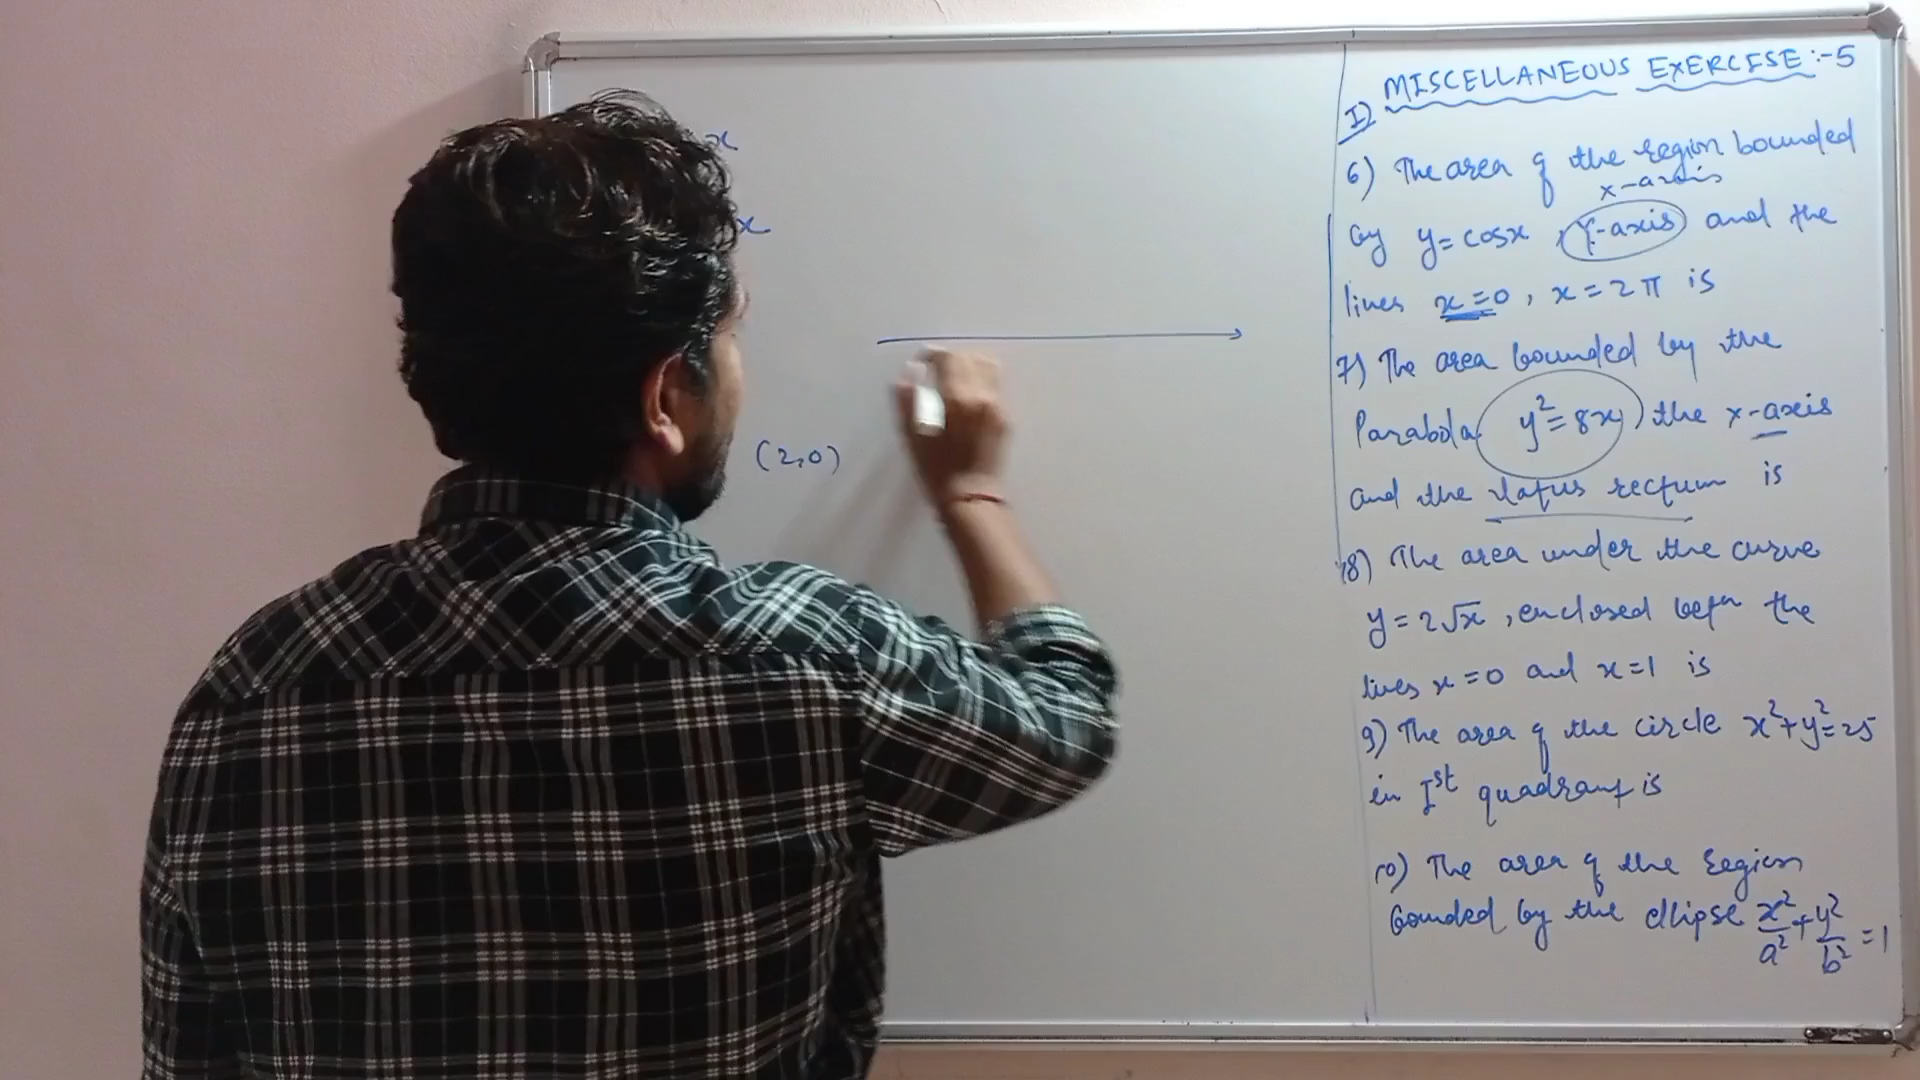 MISCELLANEOUS EXERCISE :-5
I)
6) The area of the region bounded
x-axis
by y=cosx, Y-axis and the
lines x=0, x=2π is
7) The area bounded by the
Parabola y²=8x, the x-axis
and the latus rectum is
8) The area under the curve
y=2√x, enclosed betn the
lines x=0 and x=1 is
9) The area of the circle x²+y²=25
in Ist quadrant is
10) The area of the region
bounded by the ellipse x²/a²+y²/b²=1
x
x
(2,0)